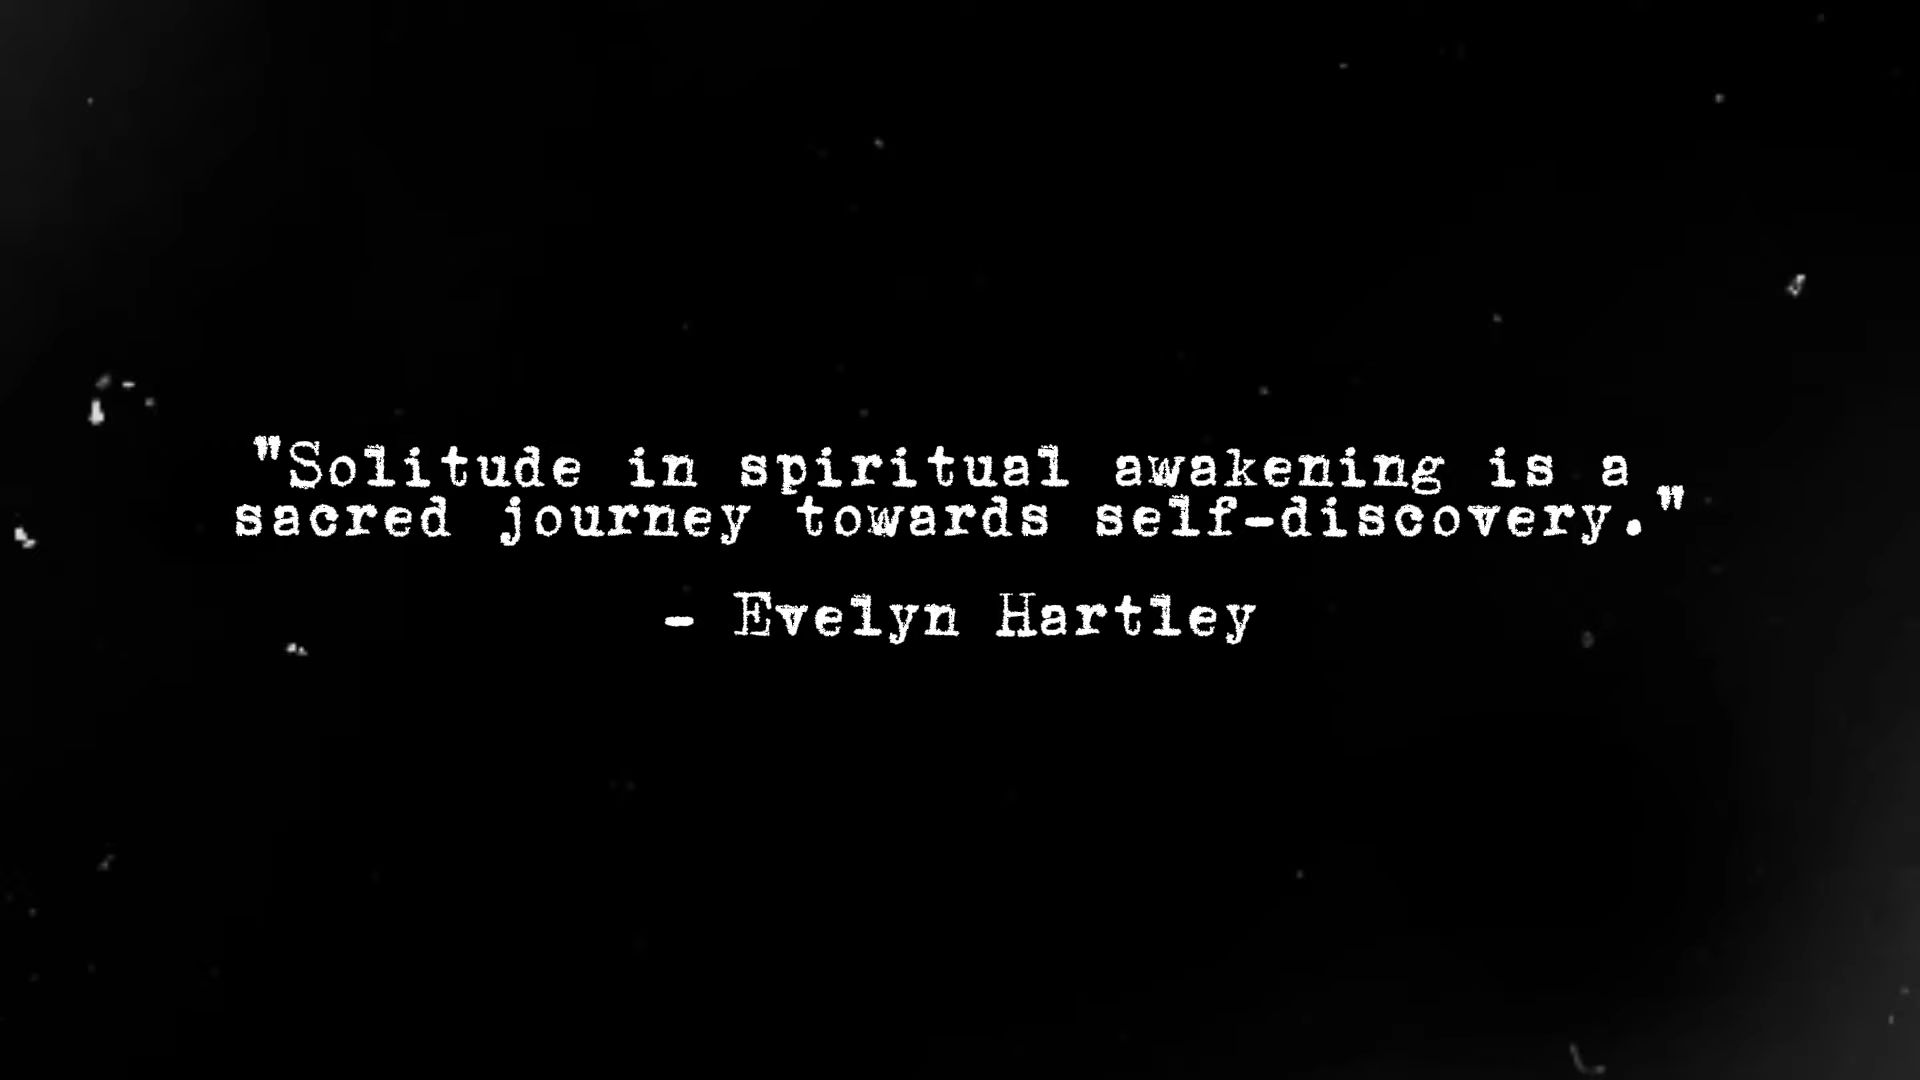 "Solitude in spiritual awakening is a
sacred journey towards self-discovery."
- Evelyn Hartley